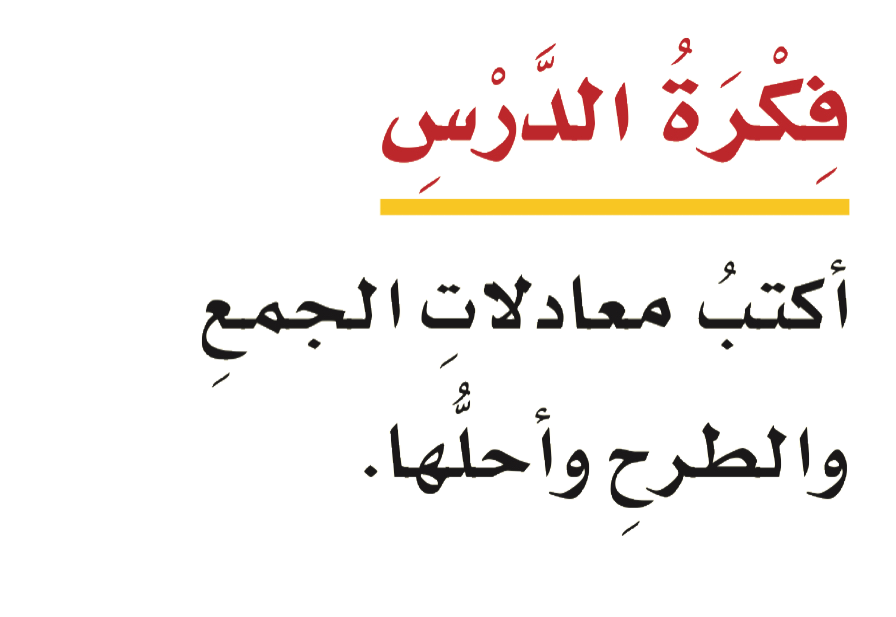 فِكْرَةُ الدَّرْسِ
أكتبُ معادلاتِ الجمعِ
والطرحِ وأحلُّها.